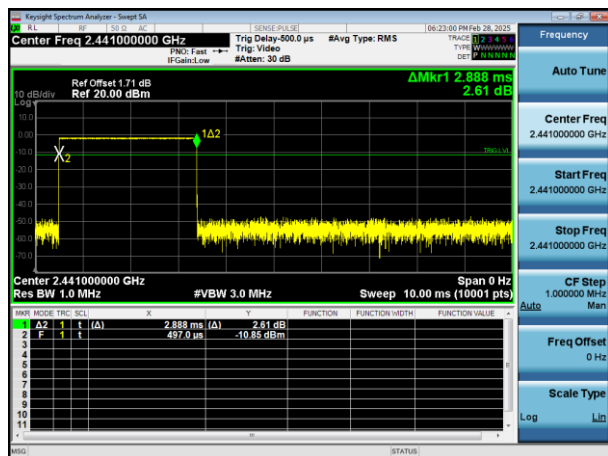 Keysight Spectrum Analyzer - Swept SA
RL RF 50 Ω AC SENSE:PULSE 06:23:00 PM Feb 28, 2025
Center Freq 2.441000000 GHz
PNO: Fast
IFGain:Low
Trig Delay-500.0 µs
Trig: Video
#Atten: 30 dB
#Avg Type: RMS
TRACE 1 2 3 4 5 6
TYPE WWWWWW
DET P N N N N N
ΔMkr1 2.888 ms
2.61 dB
Ref Offset 1.71 dB
10 dB/div Ref 20.00 dBm
Log
10.0
0.00
-10.0
-20.0
-30.0
-40.0
-50.0
-60.0
-70.0
1Δ2
X2
TRIG LVL
Center 2.441000000 GHz Span 0 Hz
Res BW 1.0 MHz #VBW 3.0 MHz Sweep 10.00 ms (10001 pts)
MKR MODE TRC SCL X Y FUNCTION FUNCTION WIDTH FUNCTION VALUE
1 Δ2 1 t (Δ) 2.888 ms (Δ) 2.61 dB
2 F 1 t 497.0 µs -10.85 dBm
3
4
5
6
7
8
9
10
11
MSG STATUS
Frequency
Auto Tune
Center Freq
2.441000000 GHz
Start Freq
2.441000000 GHz
Stop Freq
2.441000000 GHz
CF Step
1.000000 MHz
Auto Man
Freq Offset
0 Hz
Scale Type
Log Lin